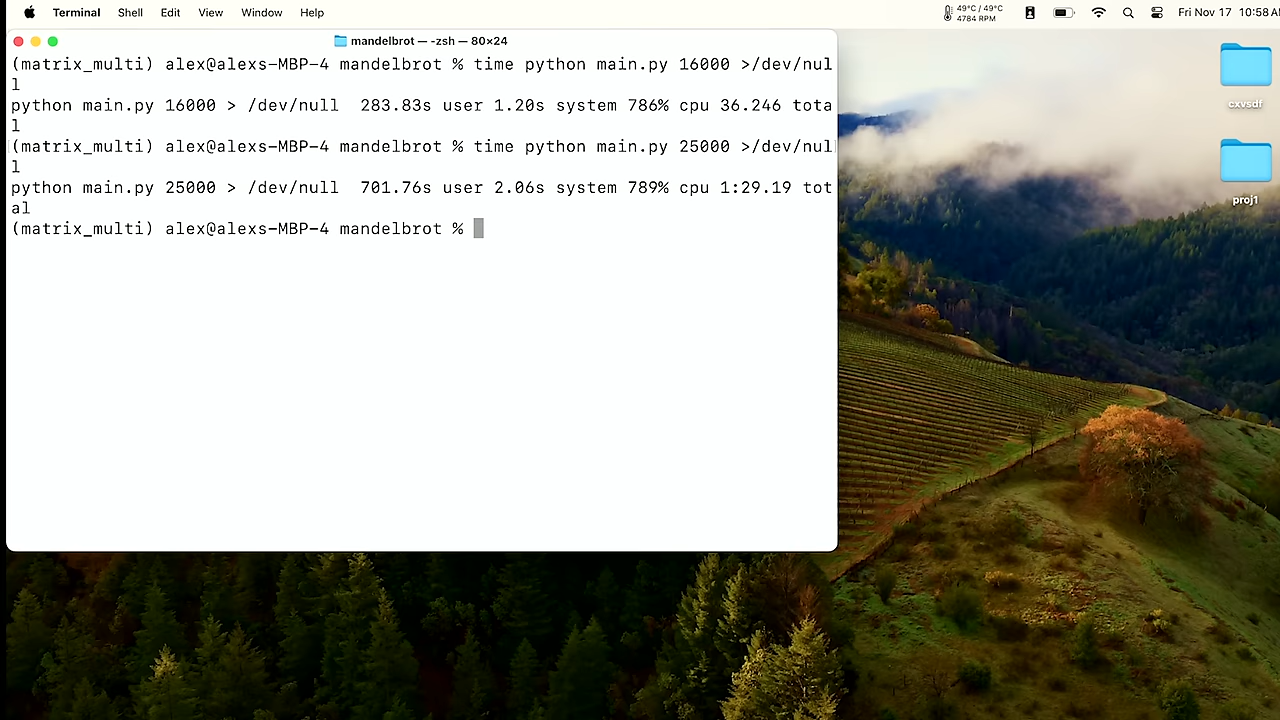 Terminal Shell Edit View Window Help 49°C / 49°C Fri Nov 17 10:58 AM
4784 RPM
mandelbrot — -zsh — 80×24
(matrix_multi) alex@alexs-MBP-4 mandelbrot % time python main.py 16000 >/dev/nul
l
python main.py 16000 > /dev/null  283.83s user 1.20s system 786% cpu 36.246 tota
l
(matrix_multi) alex@alexs-MBP-4 mandelbrot % time python main.py 25000 >/dev/nul
l
python main.py 25000 > /dev/null  701.76s user 2.06s system 789% cpu 1:29.19 tot
al
(matrix_multi) alex@alexs-MBP-4 mandelbrot %
cxvsdf
proj1